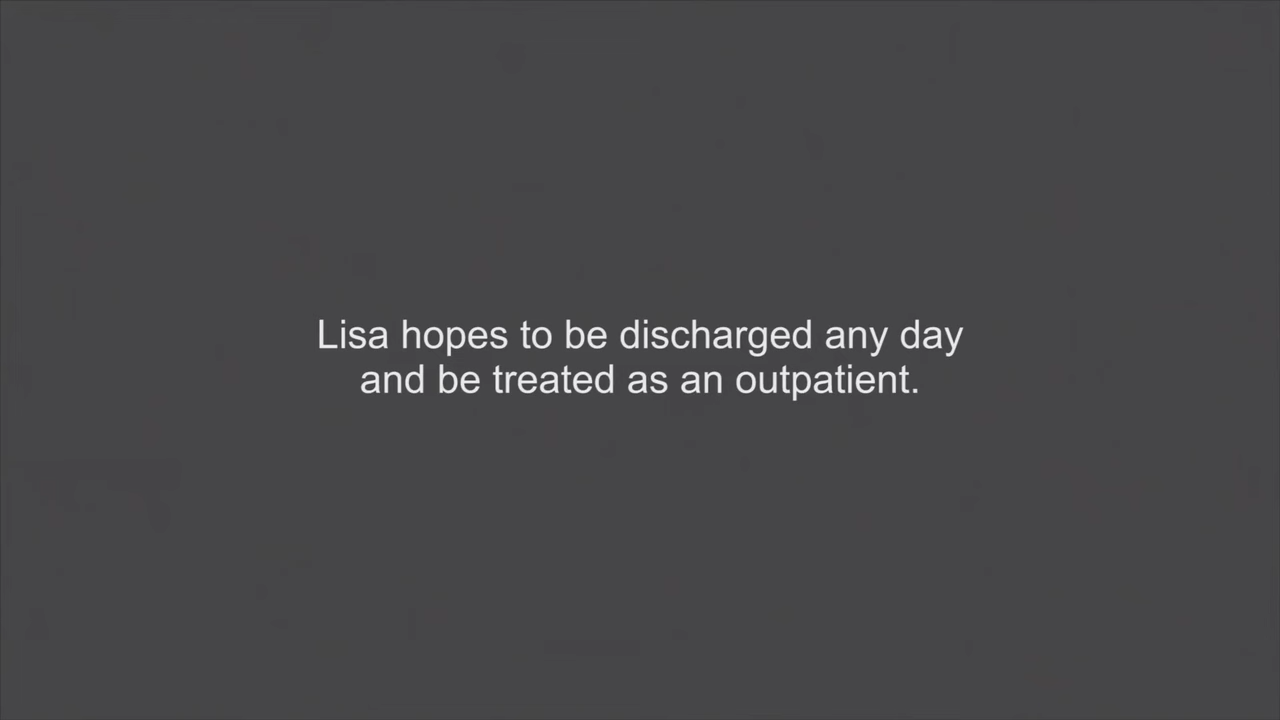 Lisa hopes to be discharged any day
and be treated as an outpatient.